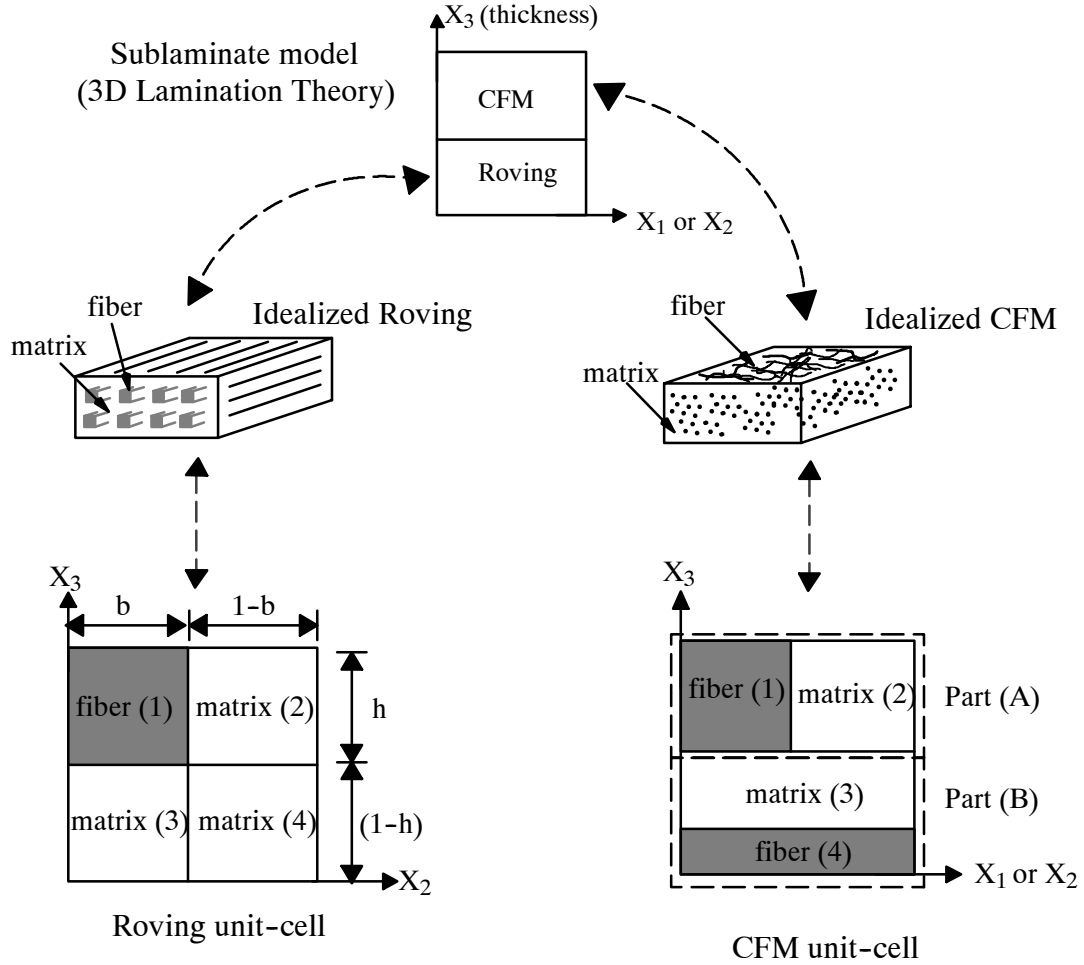 X3 (thickness)
Sublaminate model
(3D Lamination Theory)
CFM
Roving
X1 or X2
fiber
Idealized Roving
matrix
fiber
Idealized CFM
matrix
X3
b
1-b
fiber (1)
matrix (2)
h
matrix (3)
matrix (4)
(1-h)
X2
Roving unit-cell
X3
fiber (1)
matrix (2)
Part (A)
matrix (3)
Part (B)
fiber (4)
X1 or X2
CFM unit-cell